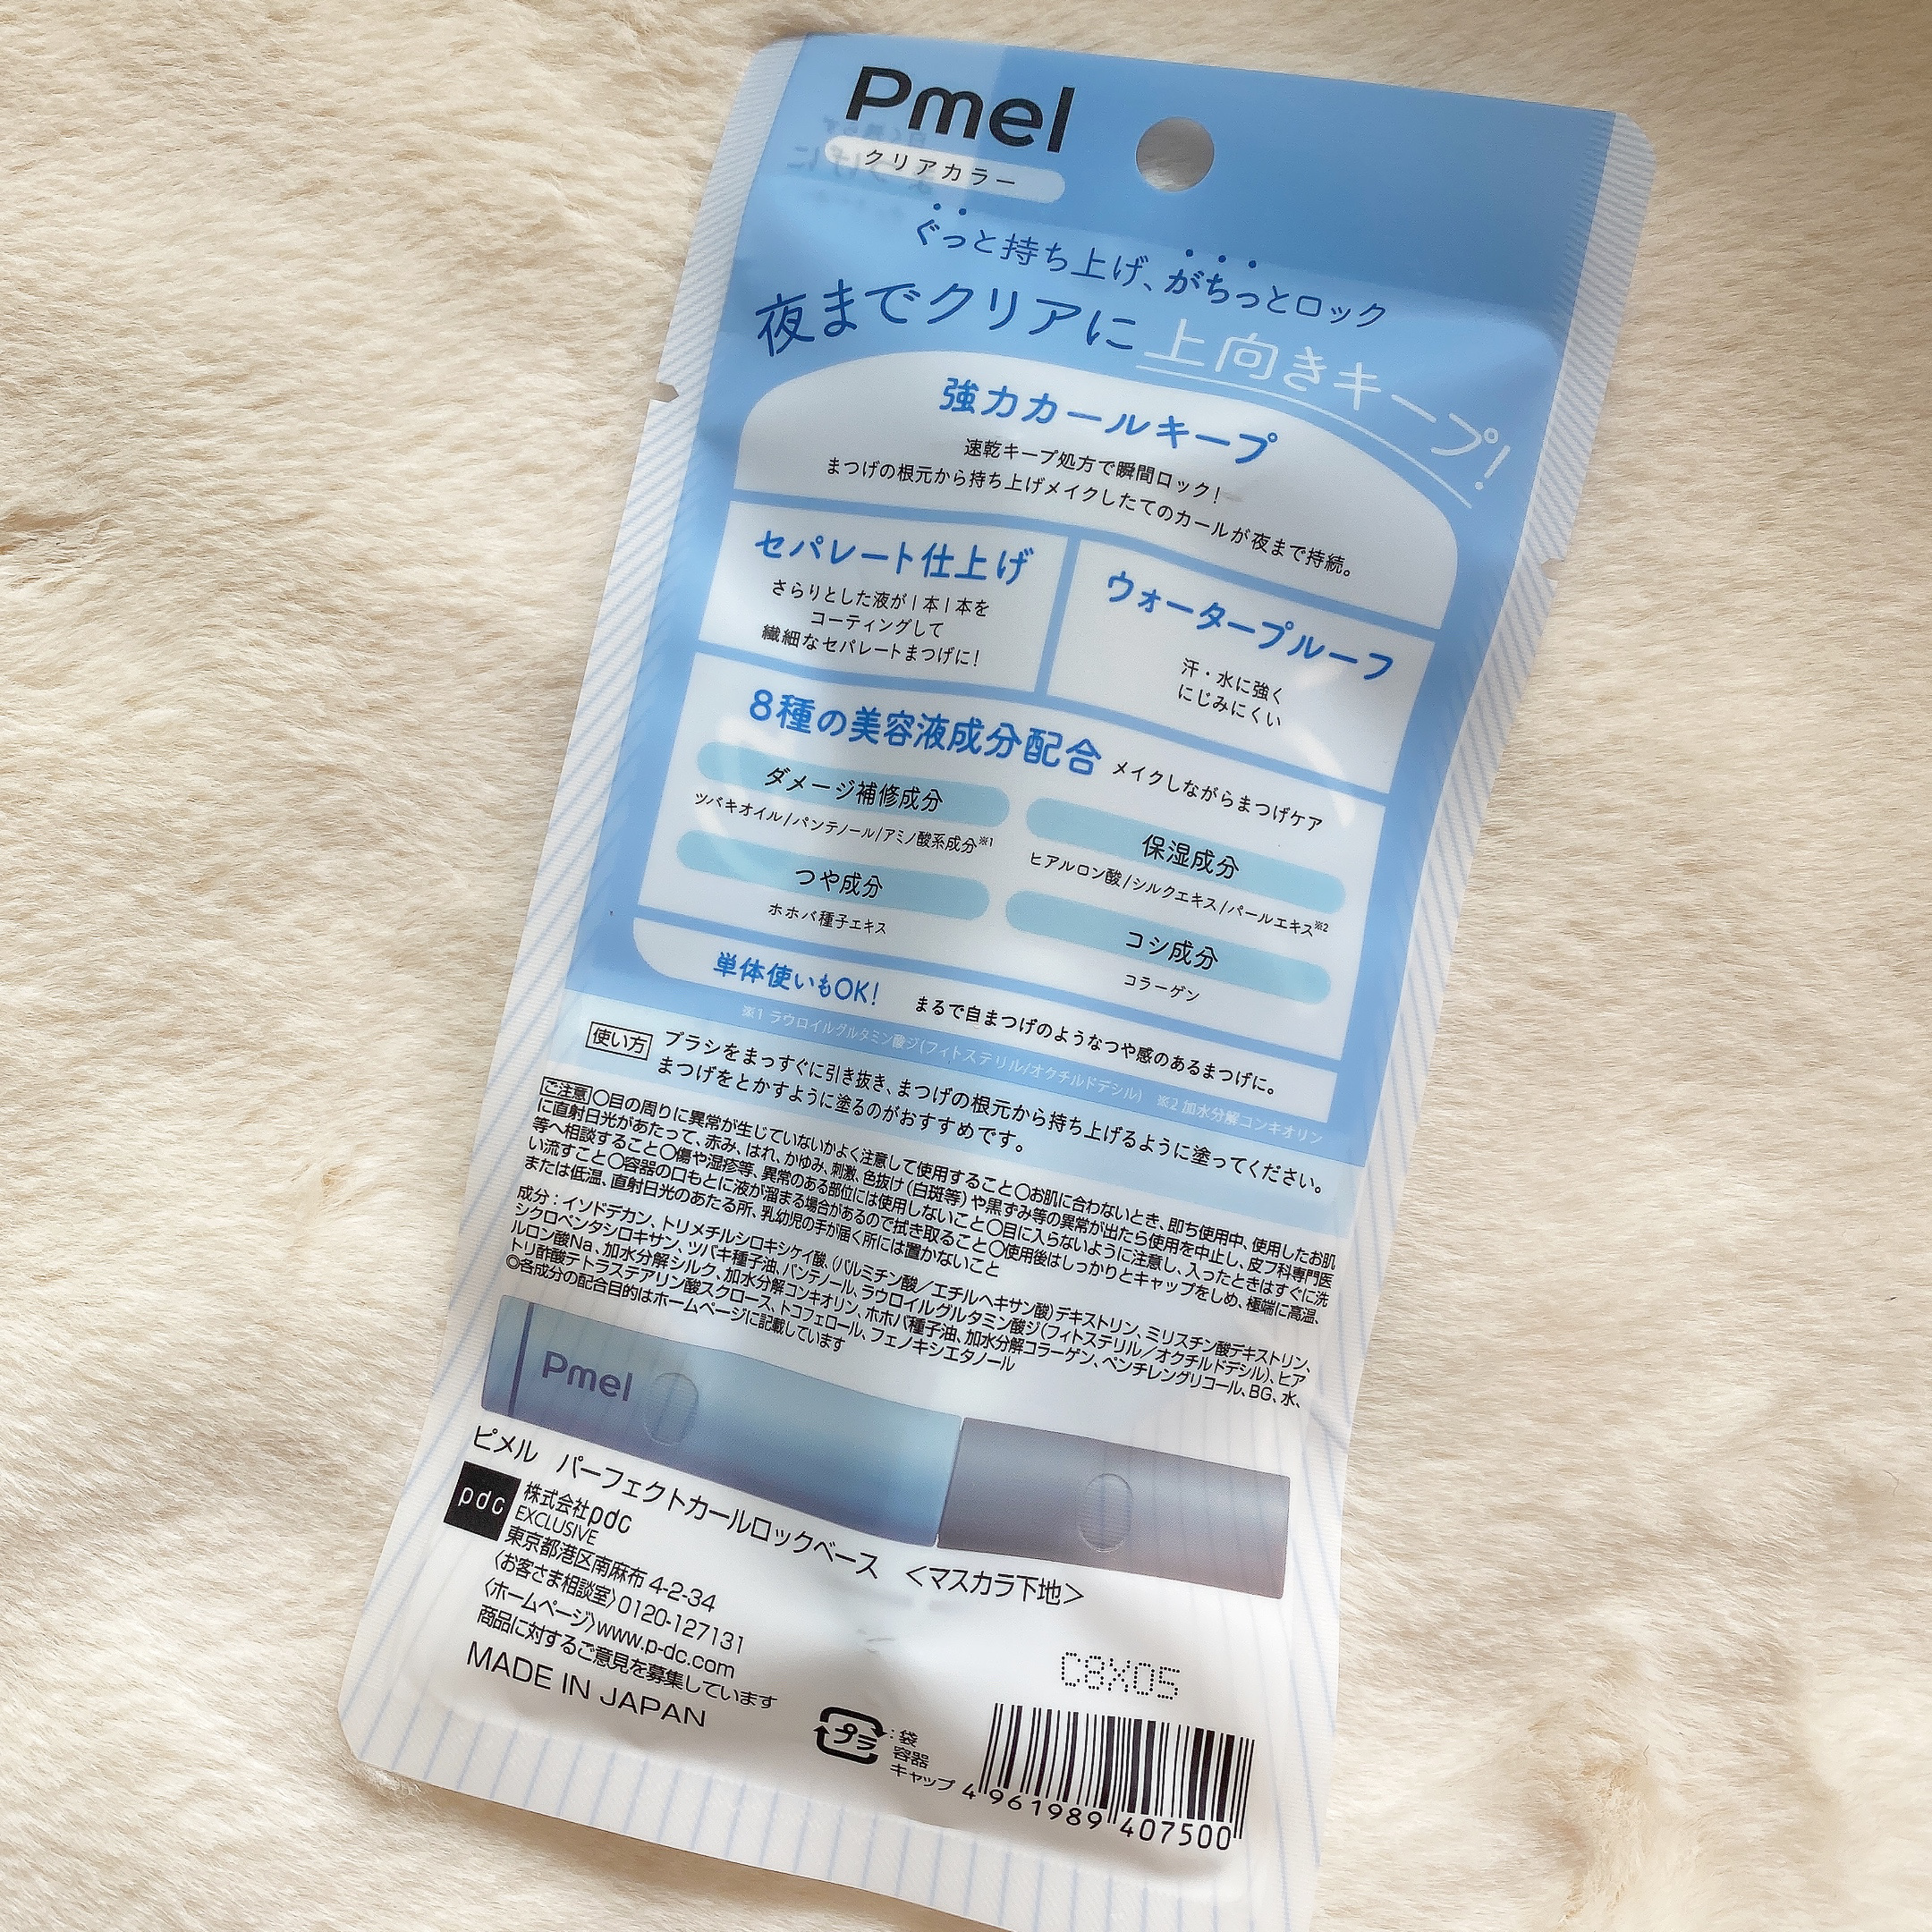 Pmel
クリアカラー
ぐっと持ち上げ、がちっとロック
夜までクリアに上向きキープ!
強力カールキープ
速乾キープ処方で瞬間ロック!
まつげの根元から持ち上げメイクしたてのカールが夜まで持続。
セパレート仕上げ
さらりとした液が1本1本を
コーティングして
繊細なセパレートまつげに!
ウォータープルーフ
汗・水に強く
にじみにくい
8種の美容液成分配合 メイクしながらまつげケア
ダメージ補修成分
ツバキオイル/パンテノール/アミノ酸系成分※1
保湿成分
ヒアルロン酸/シルクエキス/パールエキス※2
つや成分
ホホバ種子エキス
コシ成分
コラーゲン
単体使いもOK! まるで自まつげのようなつや感のあるまつげに。
※1 ラウロイルグルタミン酸ジ(フィトステリル/オクチルドデシル) ※2 加水分解コンキオリン
使い方 ブラシをまっすぐに引き抜き、まつげの根元から持ち上げるように塗ってください。
まつげをとかすように塗るのがおすすめです。
ご注意 ○目の周りに異常が生じていないかよく注意して使用すること○お肌に合わないとき、即ち使用中、使用したお肌
に直射日光があたって、赤み、はれ、かゆみ、刺激、色抜け(白斑等)や黒ずみ等の異常が出たら使用を中止し、皮フ科専門医
等へ相談すること○傷や湿疹等、異常のある部位には使用しないこと○目に入らないように注意し、入ったときはすぐに洗
い流すこと○容器の口もとに液が溜まる場合があるので拭き取ること○使用後はしっかりとキャップをしめ、極端に高温、
または低温、直射日光のあたる所、乳幼児の手が届く所には置かないこと
成分:イソドデカン、トリメチルシロキシケイ酸、(パルミチン酸/エチルヘキサン酸)デキストリン、ミリスチン酸デキストリン、
シクロペンタシロキサン、ツバキ種子油、パンテノール、ラウロイルグルタミン酸ジ(フィトステリル/オクチルドデシル)、ヒア
ルロン酸Na、加水分解シルク、加水分解コンキオリン、ホホバ種子油、加水分解コラーゲン、ペンチレングリコール、BG、水、
トリ酢酸テトラステアリン酸スクロース、トコフェロール、フェノキシエタノール
◎各成分の配合目的はホームページに記載しています
Pmel
ピメル パーフェクトカールロックベース <マスカラ下地>
pdc
株式会社pdc
EXCLUSIVE
東京都港区南麻布 4-2-34
〈お客さま相談室〉0120-127131
〈ホームページ〉www.p-dc.com
商品に対するご意見を募集しています
MADE IN JAPAN
C8X05
プラ
:袋
容器
キャップ
4 961989 407500